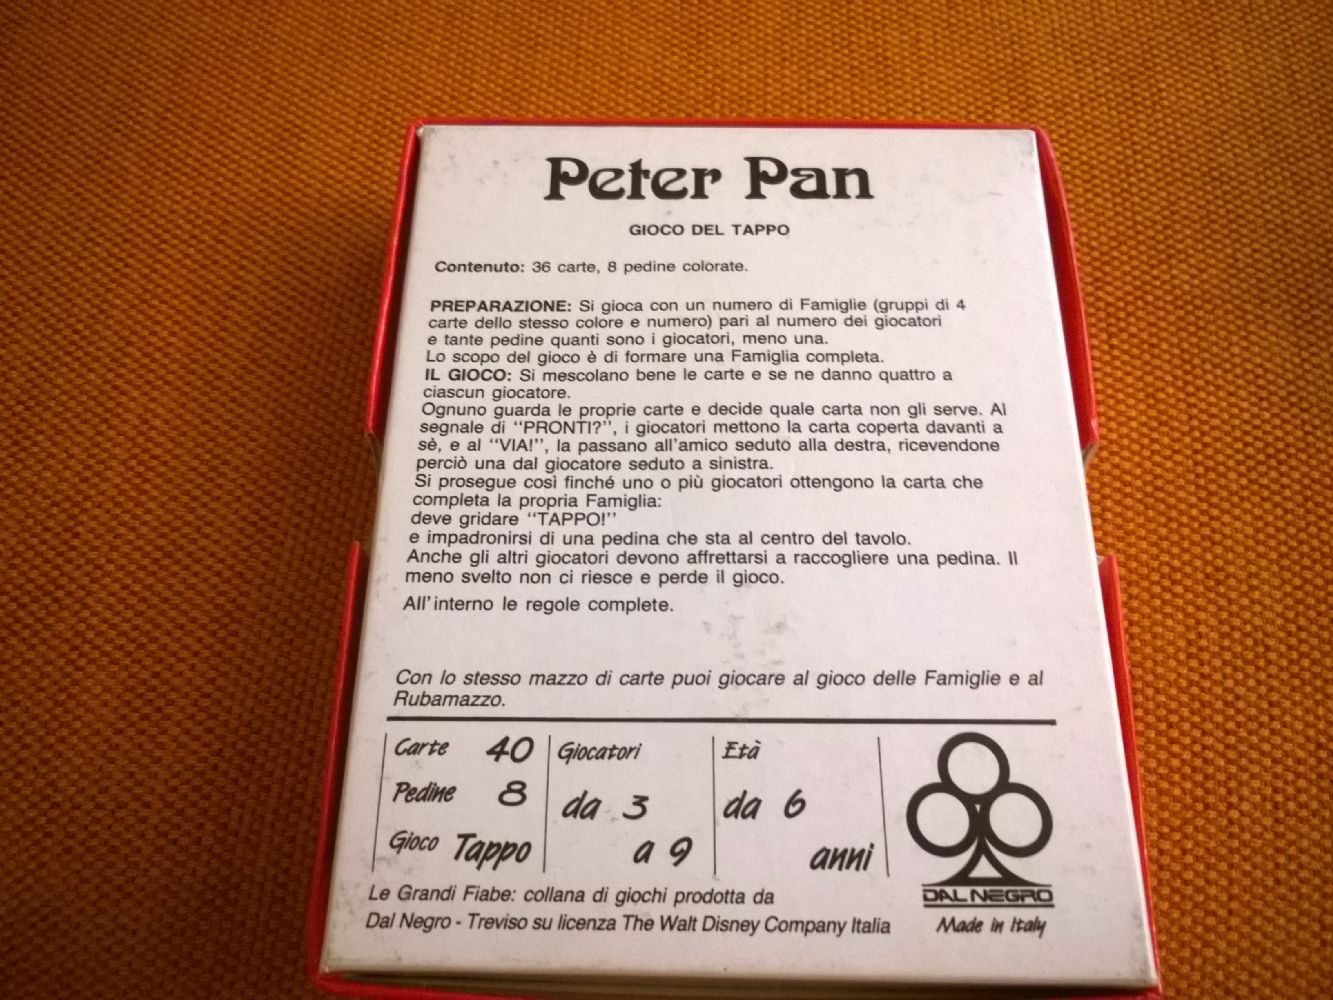 Peter Pan
GIOCO DEL TAPPO
Contenuto: 36 carte, 8 pedine colorate.
PREPARAZIONE: Si gioca con un numero di Famiglie (gruppi di 4
carte dello stesso colore e numero) pari al numero dei giocatori
e tante pedine quanti sono i giocatori, meno una.
Lo scopo del gioco è di formare una Famiglia completa.
IL GIOCO: Si mescolano bene le carte e se ne danno quattro a
ciascun giocatore.
Ognuno guarda le proprie carte e decide quale carta non gli serve. Al
segnale di "PRONTI?", i giocatori mettono la carta coperta davanti a
sè, e al "VIA!", la passano all'amico seduto alla destra, ricevendone
perciò una dal giocatore seduto a sinistra.
Si prosegue così finché uno o più giocatori ottengono la carta che
completa la propria Famiglia:
deve gridare "TAPPO!"
e impadronirsi di una pedina che sta al centro del tavolo.
Anche gli altri giocatori devono affrettarsi a raccogliere una pedina. Il
meno svelto non ci riesce e perde il gioco.
All'interno le regole complete.
Con lo stesso mazzo di carte puoi giocare al gioco delle Famiglie e al
Rubamazzo.
Carte 40
Pedine 8
Gioco Tappo
Giocatori
da 3
a 9
Età
da 6
anni
DAL NEGRO
Made in Italy
Le Grandi Fiabe: collana di giochi prodotta da
Dal Negro - Treviso su licenza The Walt Disney Company Italia